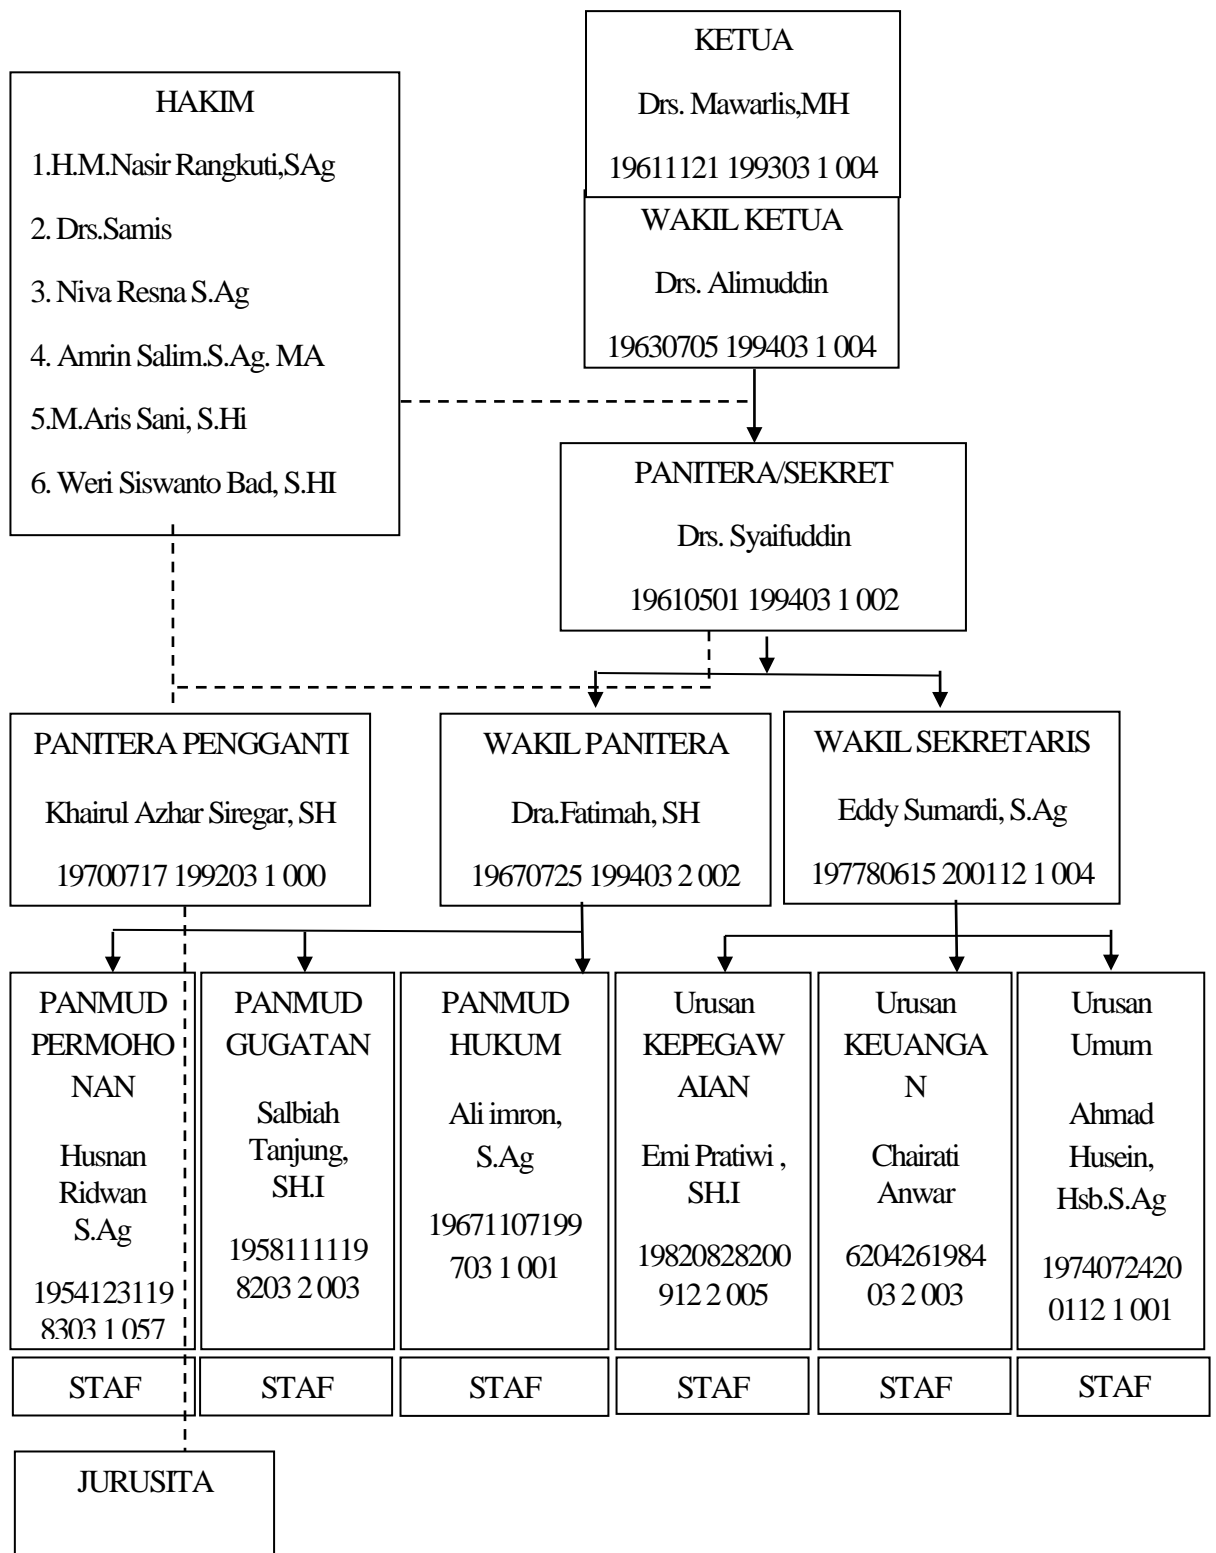 KETUA
Drs. Mawarlis,MH
19611121 199303 1 004
HAKIM
1.H.M.Nasir Rangkuti,SAg
2. Drs.Samis
3. Niva Resna S.Ag
4. Amrin Salim.S.Ag. MA
5.M.Aris Sani, S.Hi
6. Weri Siswanto Bad, S.HI
WAKIL KETUA
Drs. Alimuddin
19630705 199403 1 004
PANITERA/SEKRET
Drs. Syaifuddin
19610501 199403 1 002
PANITERA PENGGANTI
Khairul Azhar Siregar, SH
19700717 199203 1 000
WAKIL PANITERA
Dra.Fatimah, SH
19670725 199403 2 002
WAKIL SEKRETARIS
Eddy Sumardi, S.Ag
197780615 200112 1 004
PANMUD
PERMOHO
NAN
Husnan
Ridwan
S.Ag
1954123119
8303 1 057
PANMUD
GUGATAN
Salbiah
Tanjung,
SH.I
1958111119
8203 2 003
PANMUD
HUKUM
Ali imron,
S.Ag
19671107199
703 1 001
Urusan
KEPEGAW
AIAN
Emi Pratiwi ,
SH.I
19820828200
912 2 005
Urusan
KEUANGA
N
Chairati
Anwar
6204261984
03 2 003
Urusan
Umum
Ahmad
Husein,
Hsb.S.Ag
1974072420
0112 1 001
STAF
STAF
STAF
STAF
STAF
STAF
JURUSITA